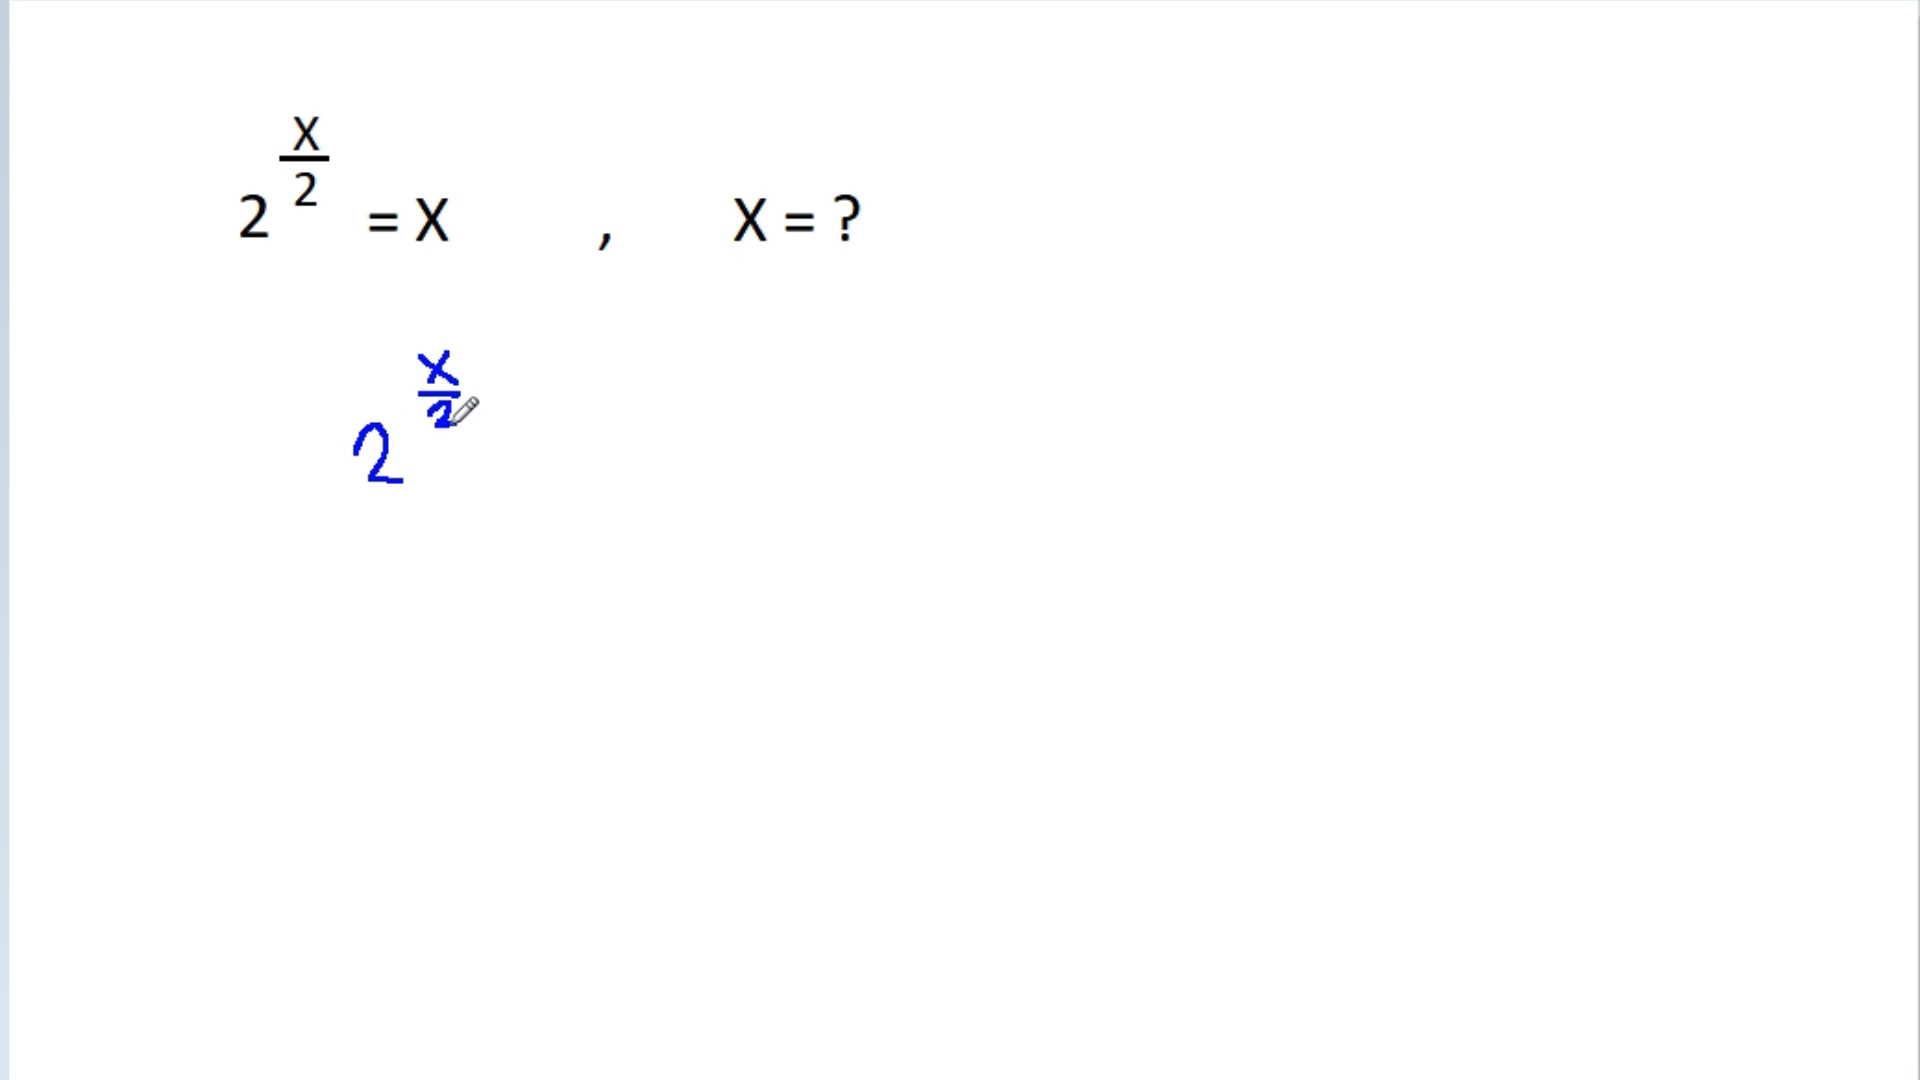 2^(X/2) = X , X = ?
2^(x/2)